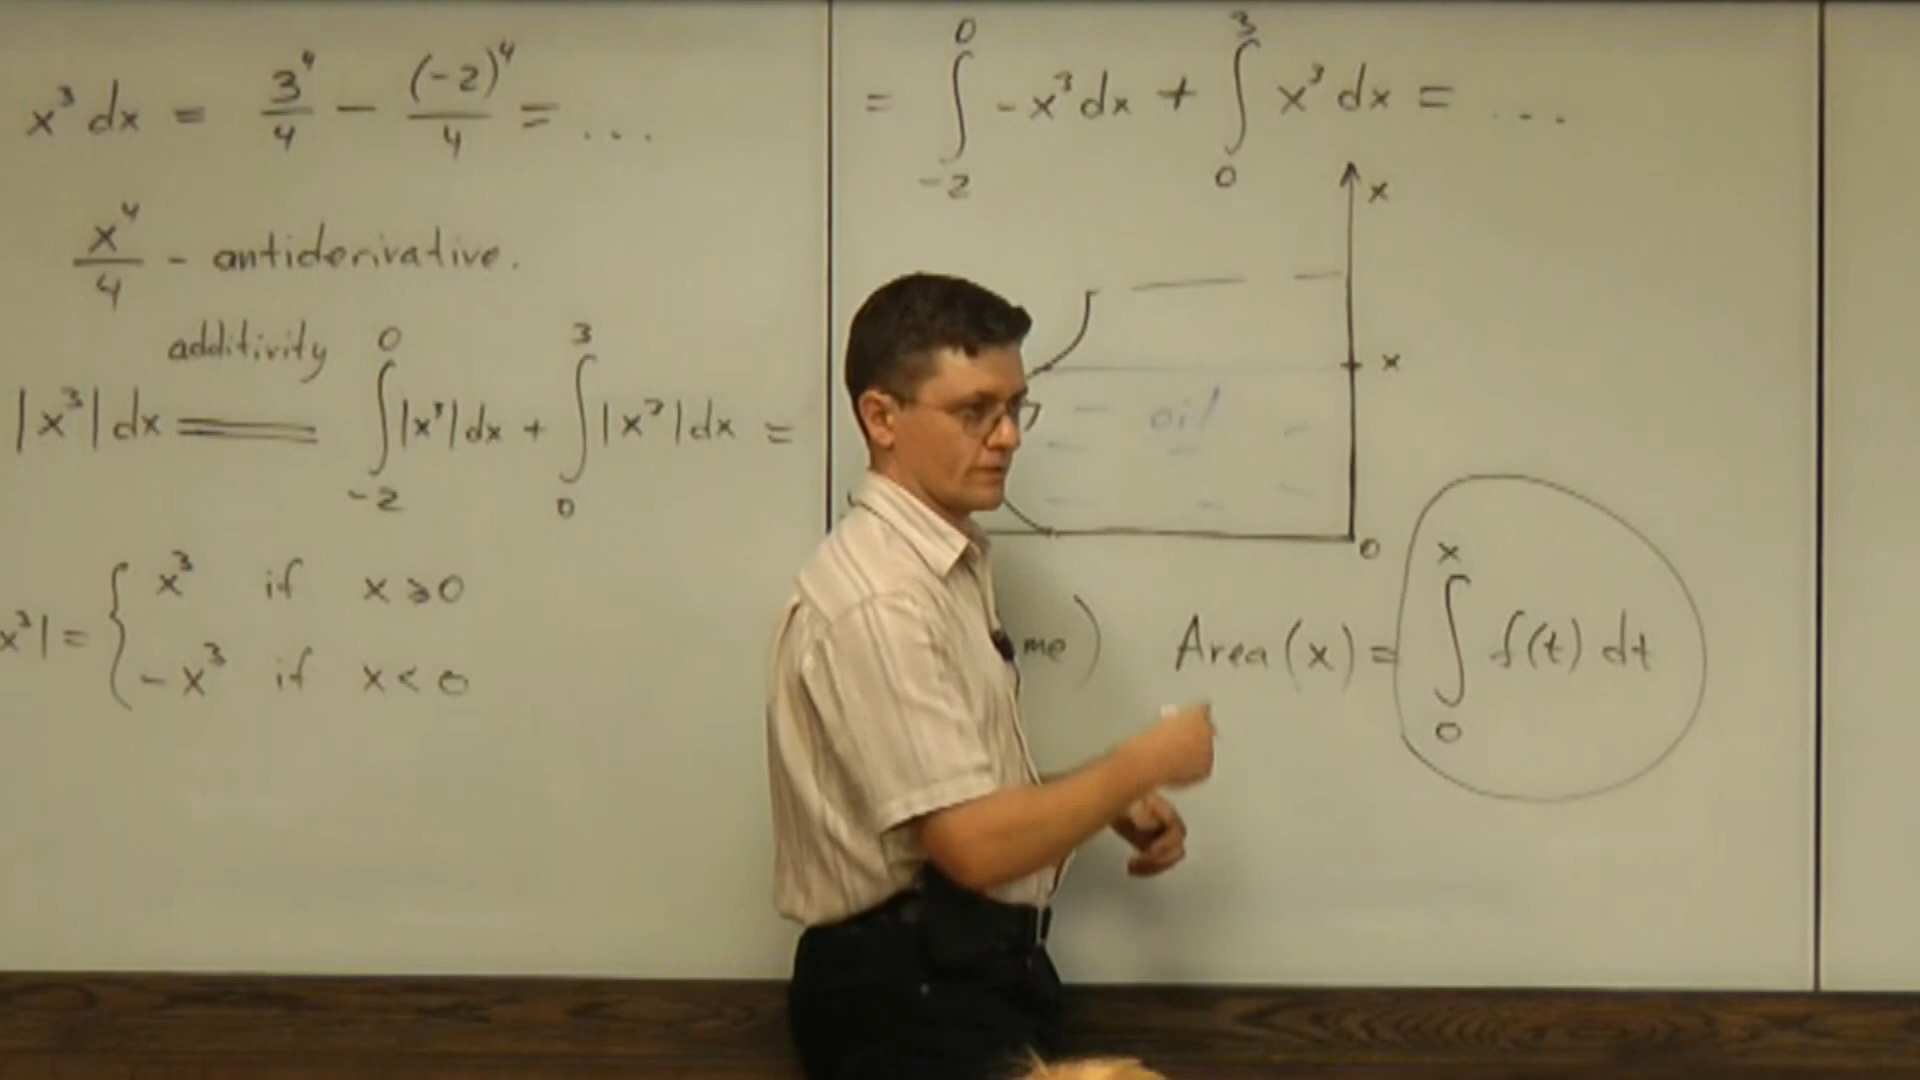 x³ dx = 3⁴/4 − (−2)⁴/4 = ...
x⁴/4 - antiderivative.
additivity
|x³| dx = ∫₋₂⁰ |x³| dx + ∫₀³ |x³| dx =
x³| = { x³ if x ⩾ 0
−x³ if x < 0
= ∫₋₂⁰ −x³ dx + ∫₀³ x³ dx = ...
x
x
oil
0
me) Area(x) = ∫₀ˣ f(t) dt